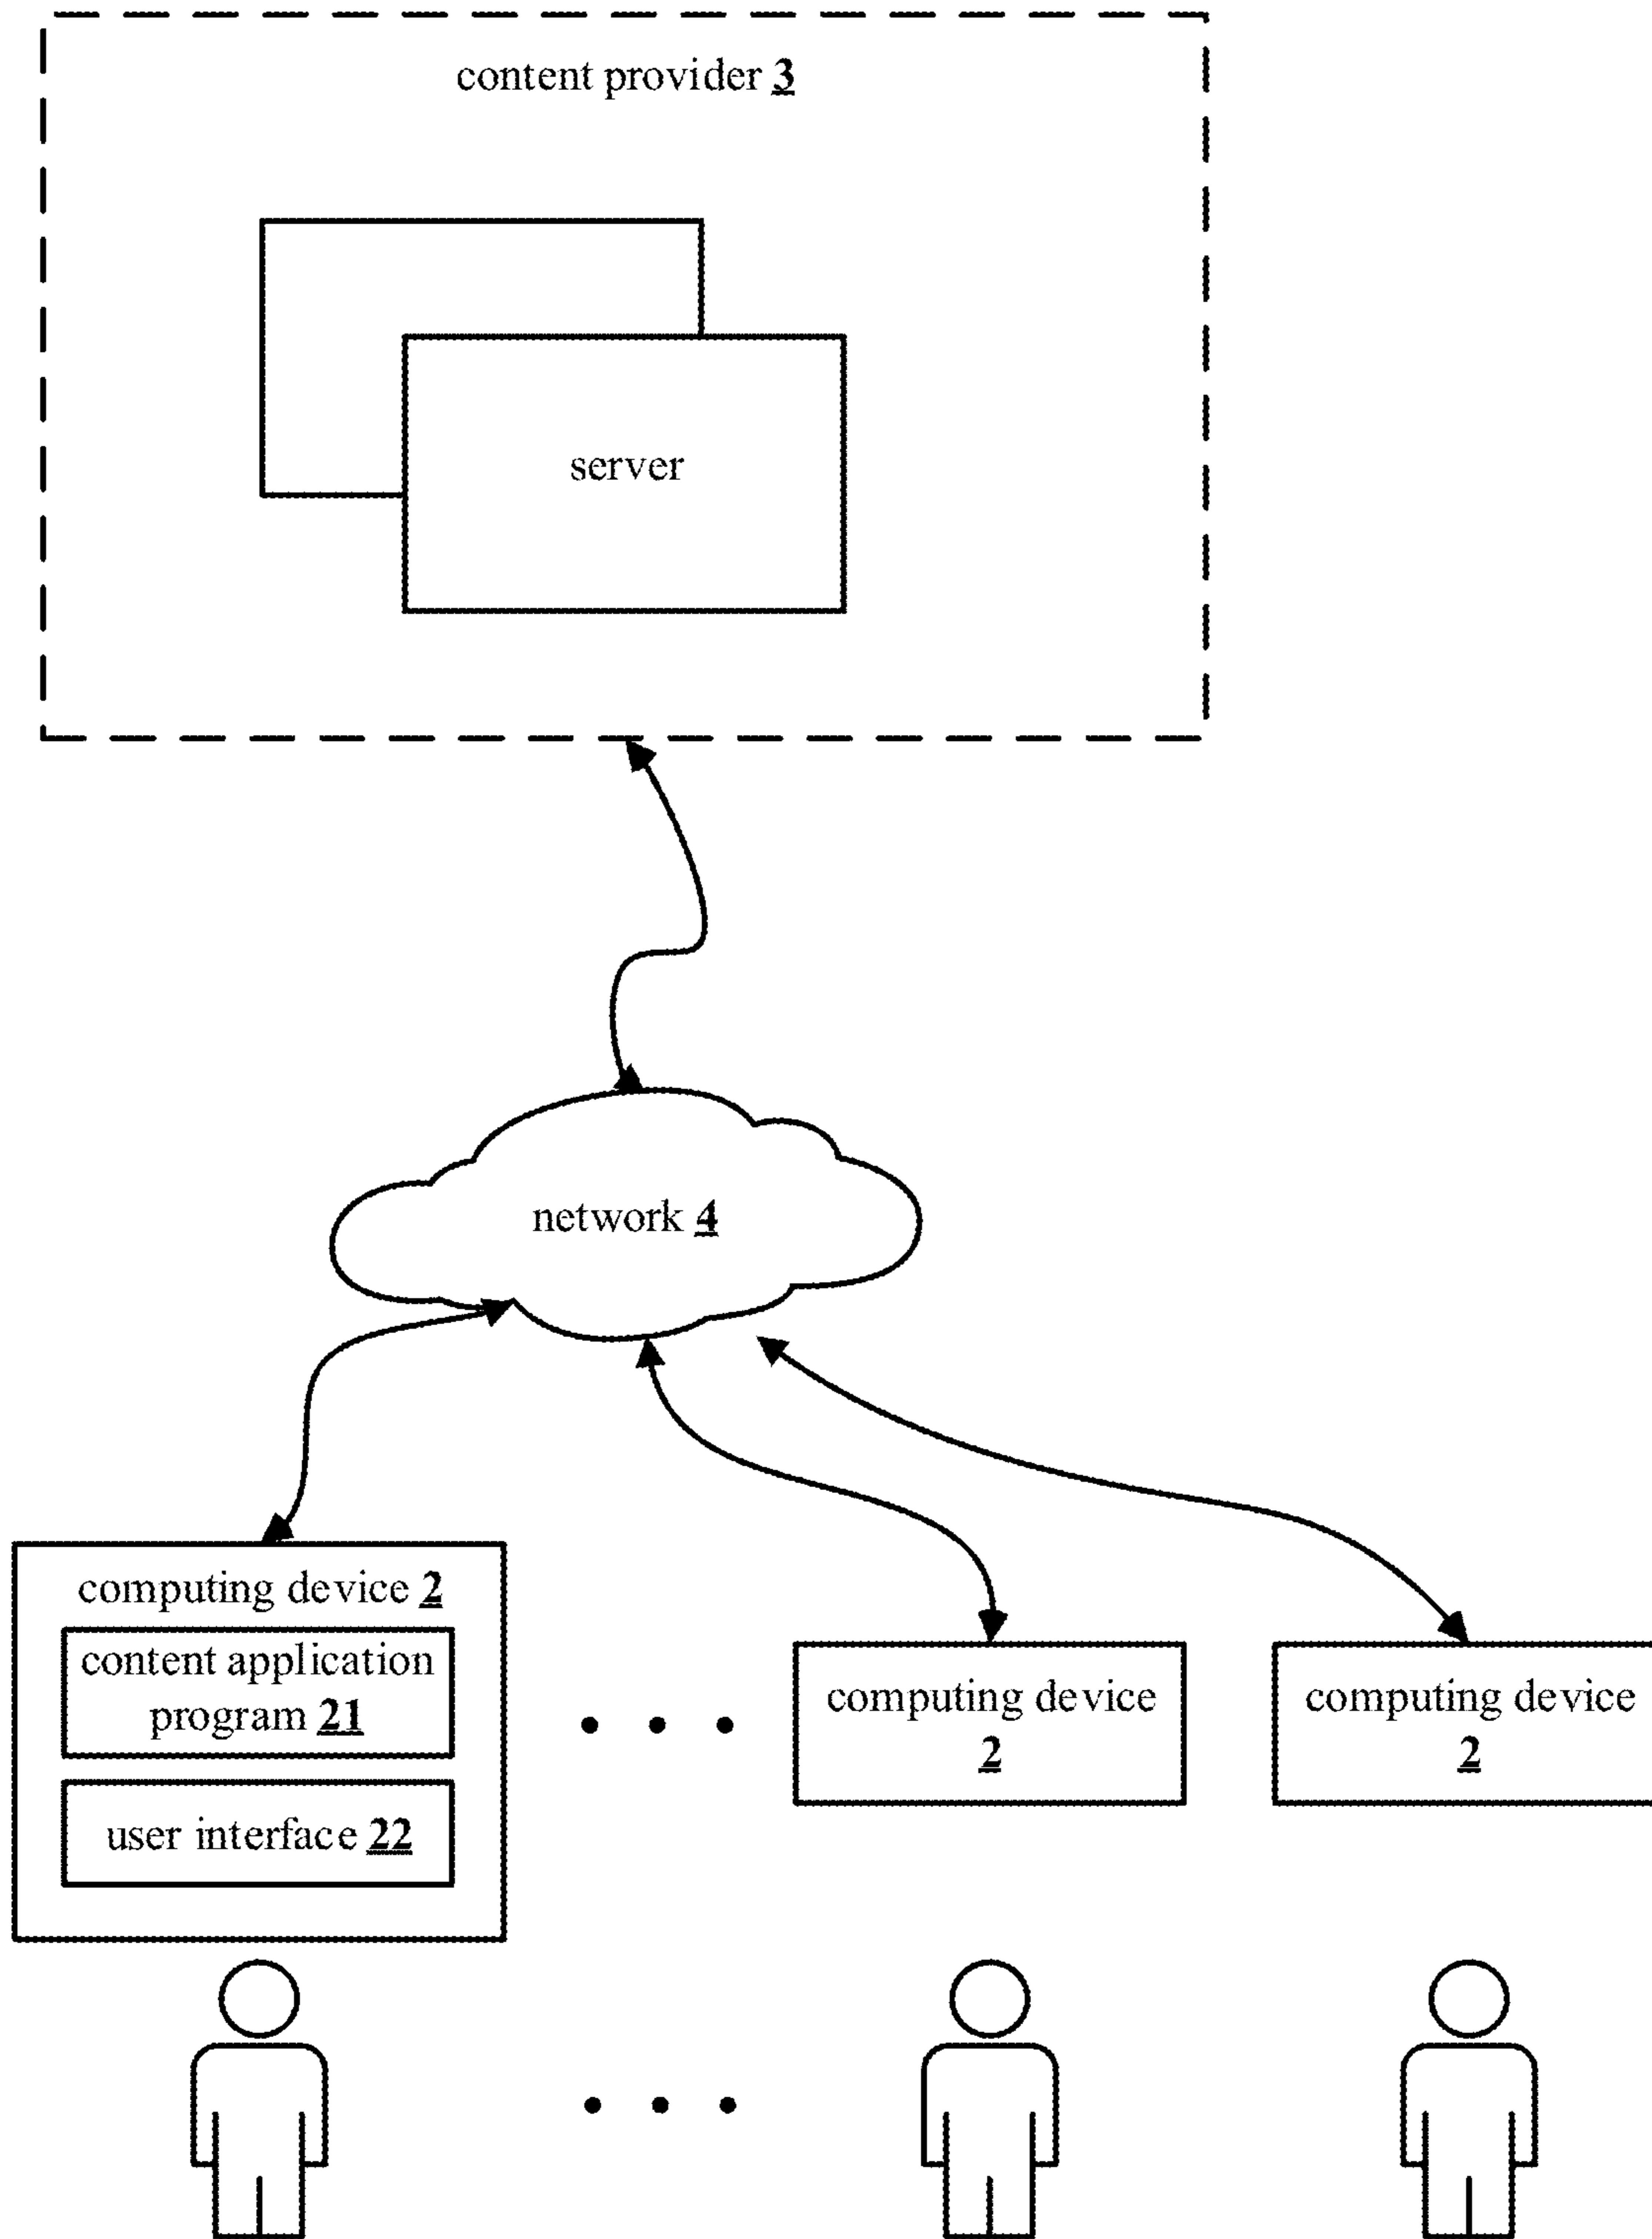 content provider 3
server
network 4
computing device 2
content application
program 21
user interface 22
computing device
2
computing device
2